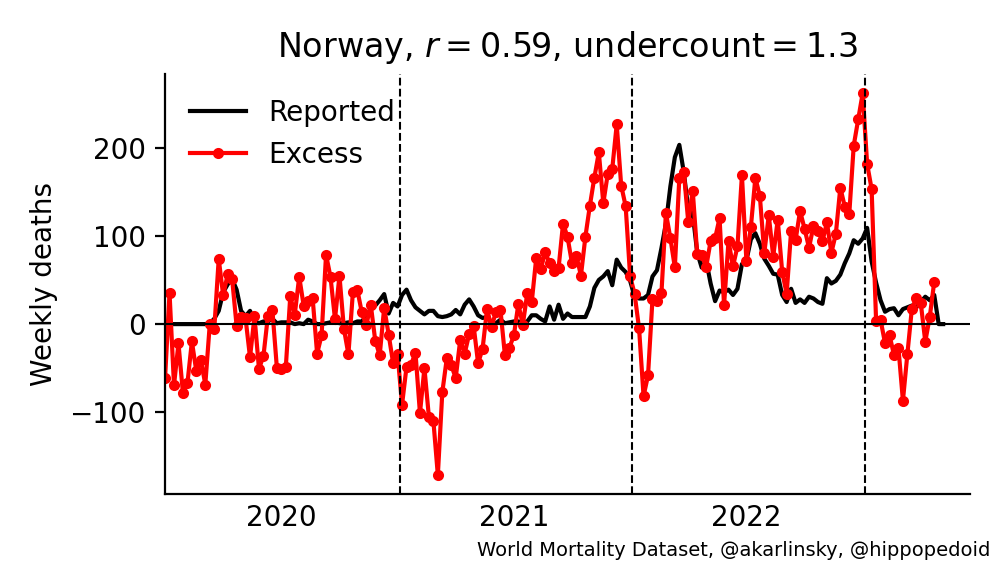 Norway, r = 0.59, undercount = 1.3
Reported
Excess
Weekly deaths
200
100
0
−100
2020
2021
2022
World Mortality Dataset, @akarlinsky, @hippopedoid